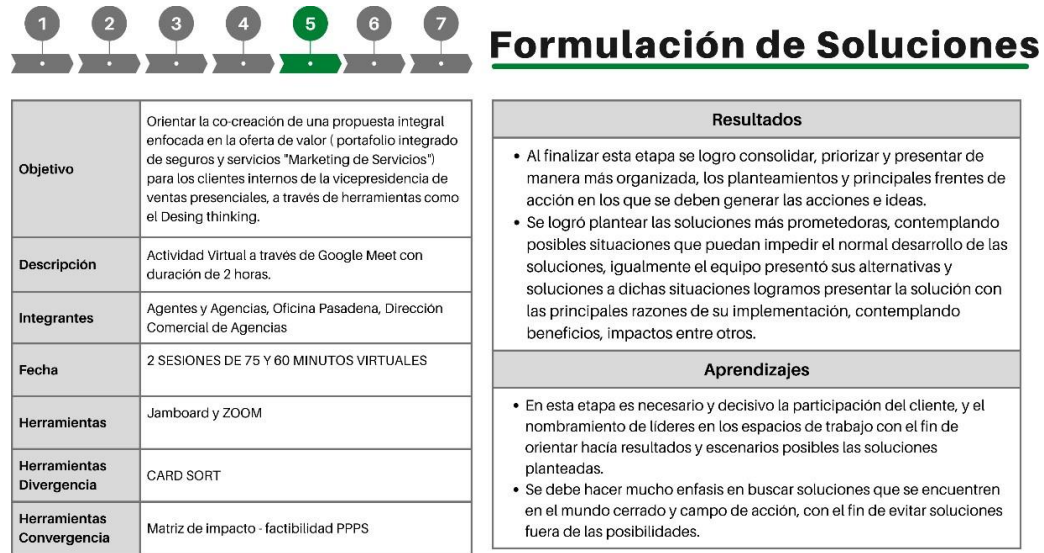 1 2 3 4 5 6 7
Formulación de Soluciones
Objetivo
Orientar la co-creación de una propuesta integral
enfocada en la oferta de valor ( portafolio integrado
de seguros y servicios "Marketing de Servicios")
para los clientes internos de la vicepresidencia de
ventas presenciales, a través de herramientas como
el Desing thinking.
Descripción
Actividad Virtual a través de Google Meet con
duración de 2 horas.
Integrantes
Agentes y Agencias, Oficina Pasadena, Dirección
Comercial de Agencias
Fecha
2 SESIONES DE 75 Y 60 MINUTOS VIRTUALES
Herramientas
Jamboard y ZOOM
Herramientas
Divergencia
CARD SORT
Herramientas
Convergencia
Matriz de impacto - factibilidad PPPS
Resultados
• Al finalizar esta etapa se logro consolidar, priorizar y presentar de
manera más organizada, los planteamientos y principales frentes de
acción en los que se deben generar las acciones e ideas.
• Se logró plantear las soluciones más prometedoras, contemplando
posibles situaciones que puedan impedir el normal desarrollo de las
soluciones, igualmente el equipo presentó sus alternativas y
soluciones a dichas situaciones logramos presentar la solución con
las principales razones de su implementación, contemplando
beneficios, impactos entre otros.
Aprendizajes
• En esta etapa es necesario y decisivo la participación del cliente, y el
nombramiento de líderes en los espacios de trabajo con el fin de
orientar hacía resultados y escenarios posibles las soluciones
planteadas.
• Se debe hacer mucho enfasis en buscar soluciones que se encuentren
en el mundo cerrado y campo de acción, con el fin de evitar soluciones
fuera de las posibilidades.